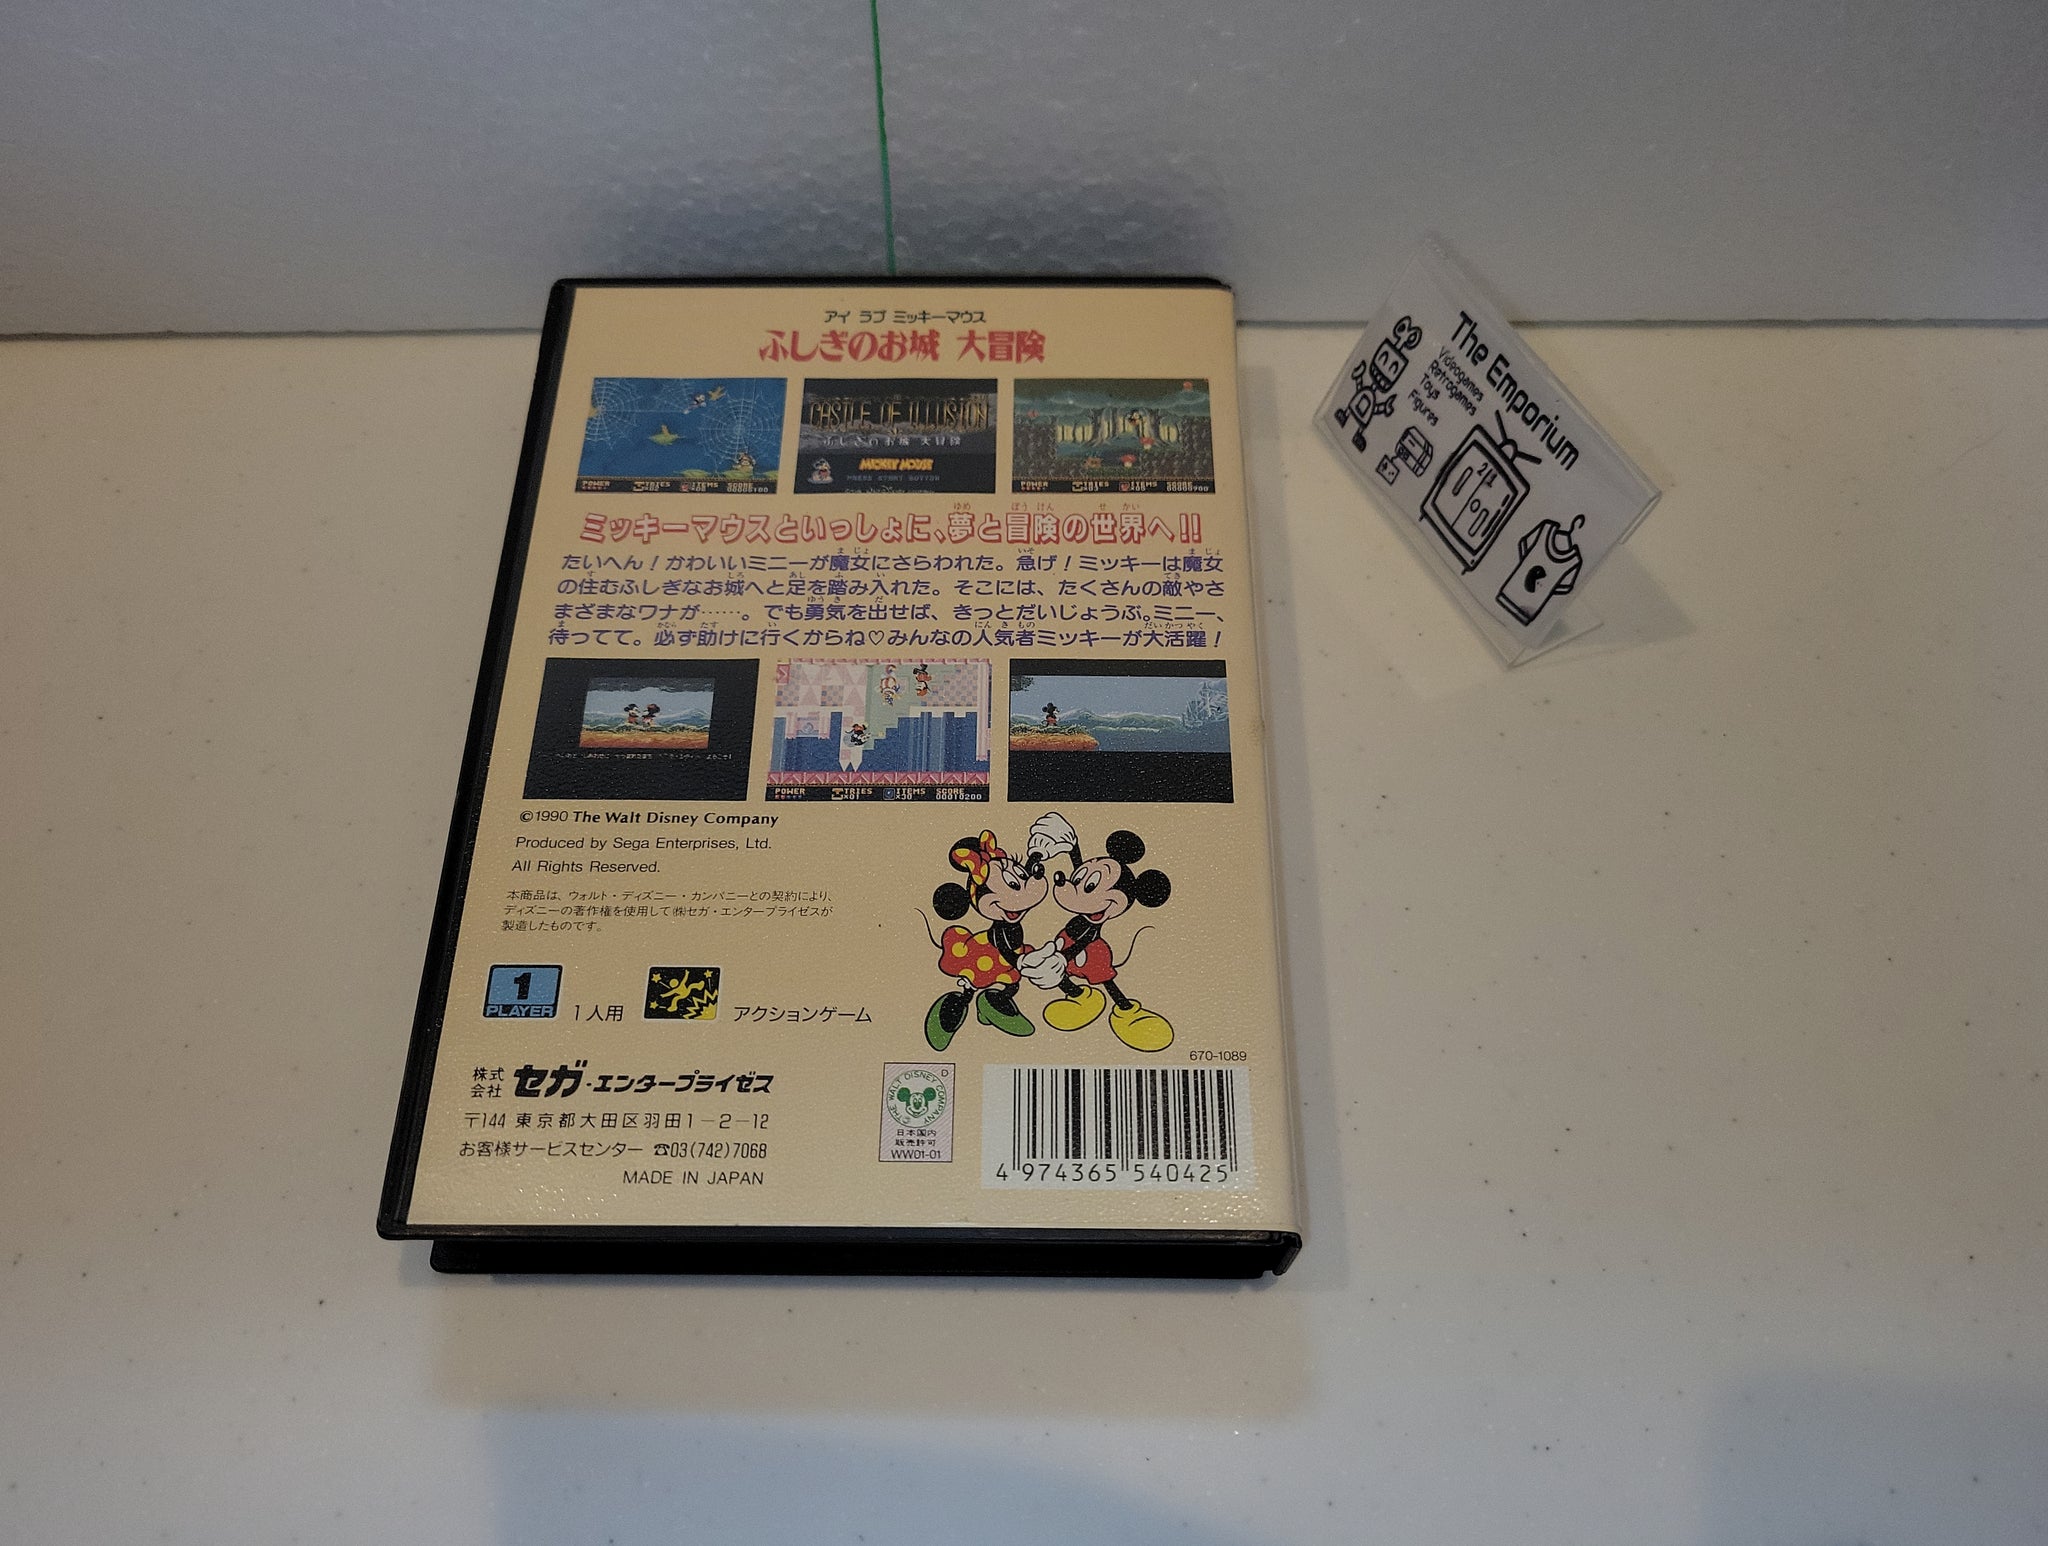 アイ ラブ ミッキーマウス
ふしぎのお城 大冒険
CASTLE OF ILLUSION
ふしぎのお城 大冒険
MICKEY MOUSE
PRESS START BUTTON
POWER TRIES ITEMS SCORE
POWER TRIES ITEMS SCORE
ミッキーマウスといっしょに、夢と冒険の世界へ!!
たいへん!かわいいミニーが魔女にさらわれた。急げ!ミッキーは魔女
の住むふしぎなお城へと足を踏み入れた。そこには、たくさんの敵やさ
まざまなワナが……。でも勇気を出せば、きっとだいじょうぶ。ミニー、
待ってて。必ず助けに行くからね♡みんなの人気者ミッキーが大活躍!
POWER TRIES ITEMS SCORE
×01 ×30 00010200
©1990 The Walt Disney Company
Produced by Sega Enterprises, Ltd.
All Rights Reserved.
本商品は、ウォルト・ディズニー・カンパニーとの契約により、
ディズニーの著作権を使用して㈱セガ・エンタープライゼスが
製造したものです。
1 PLAYER
1人用
アクションゲーム
670-1089
株式会社 セガ・エンタープライゼス
〒144 東京都大田区羽田1－2－12
お客様サービスセンター ☎03(742)7068
MADE IN JAPAN
D
©THE WALT DISNEY COMPANY
日本国内
販売許可
WW01-01
4 974365 540425
The Emporium
Videogames
Retrogames
Toys
Figures